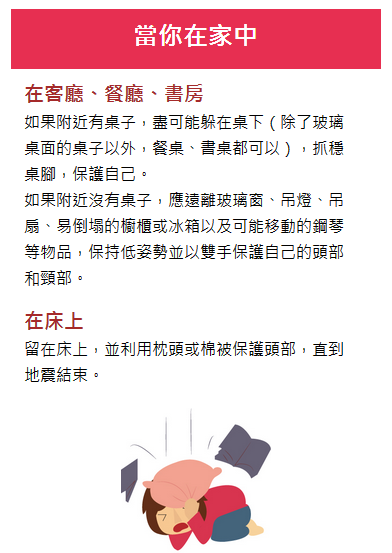 當你在家中
在客廳、餐廳、書房
如果附近有桌子，盡可能躲在桌下（除了玻璃
桌面的桌子以外，餐桌、書桌都可以），抓穩
桌腳，保護自己。
如果附近沒有桌子，應遠離玻璃窗、吊燈、吊
扇、易倒塌的櫥櫃或冰箱以及可能移動的鋼琴
等物品，保持低姿勢並以雙手保護自己的頭部
和頸部。
在床上
留在床上，並利用枕頭或棉被保護頭部，直到
地震結束。